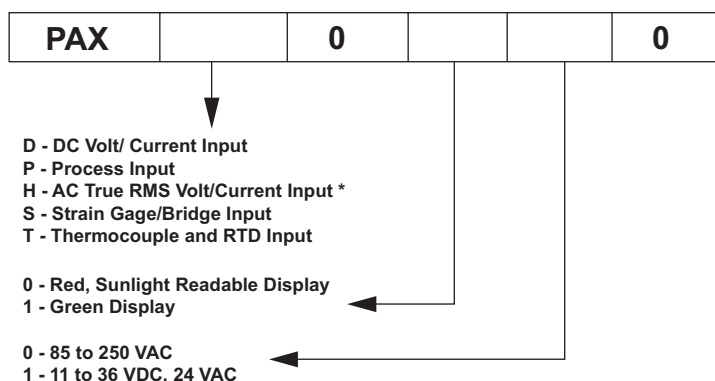 PAX 0 0
D - DC Volt/ Current Input
P - Process Input
H - AC True RMS Volt/Current Input *
S - Strain Gage/Bridge Input
T - Thermocouple and RTD Input
0 - Red, Sunlight Readable Display
1 - Green Display
0 - 85 to 250 VAC
1 - 11 to 36 VDC, 24 VAC